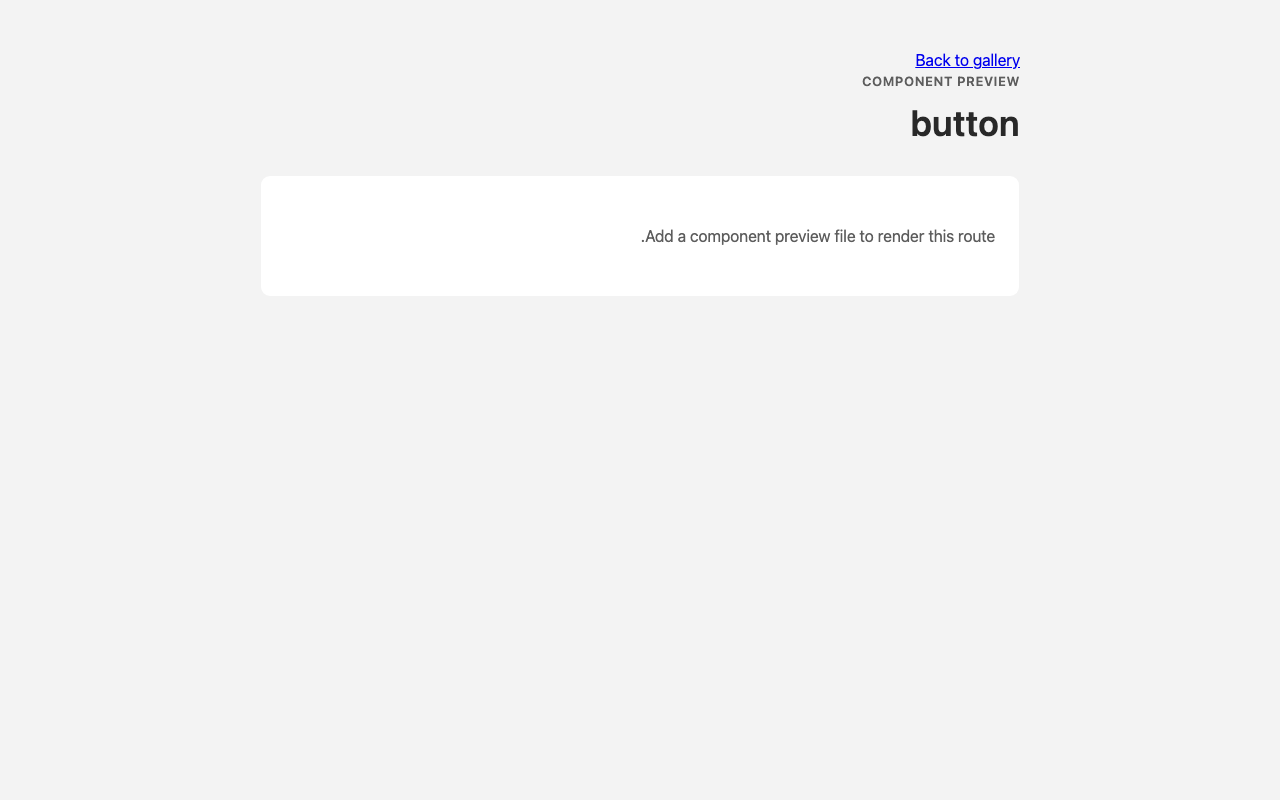 Back to gallery
COMPONENT PREVIEW
button
.Add a component preview file to render this route